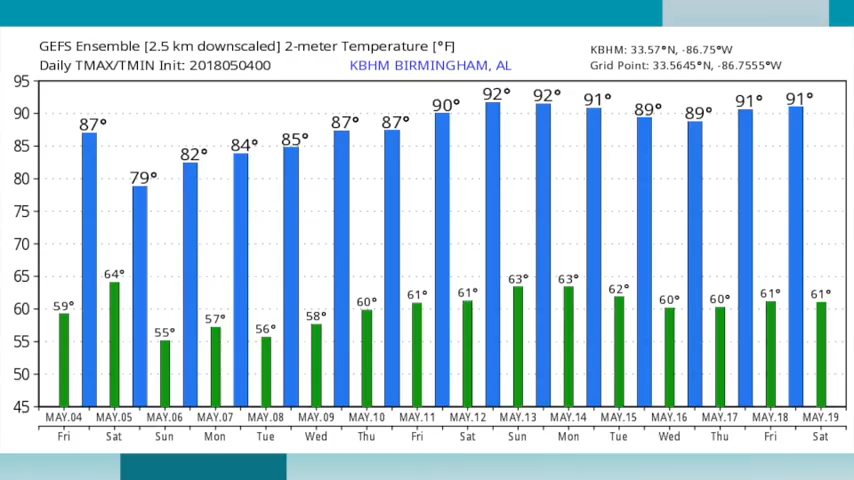 GEFS Ensemble [2.5 km downscaled] 2-meter Temperature [°F]
KBHM: 33.57°N, -86.75°W
Daily TMAX/TMIN Init: 2018050400 KBHM BIRMINGHAM, AL
Grid Point: 33.5645°N, -86.7555°W
95
90
85
80
75
70
65
60
55
50
45
87° 79° 82° 84° 85° 87° 87° 90° 92° 92° 91° 89° 89° 91° 91°
59° 64° 55° 57° 56° 58° 60° 61° 61° 63° 63° 62° 60° 60° 61° 61°
MAY.04 MAY.05 MAY.06 MAY.07 MAY.08 MAY.09 MAY.10 MAY.11 MAY.12 MAY.13 MAY.14 MAY.15 MAY.16 MAY.17 MAY.18 MAY.19
Fri Sat Sun Mon Tue Wed Thu Fri Sat Sun Mon Tue Wed Thu Fri Sat